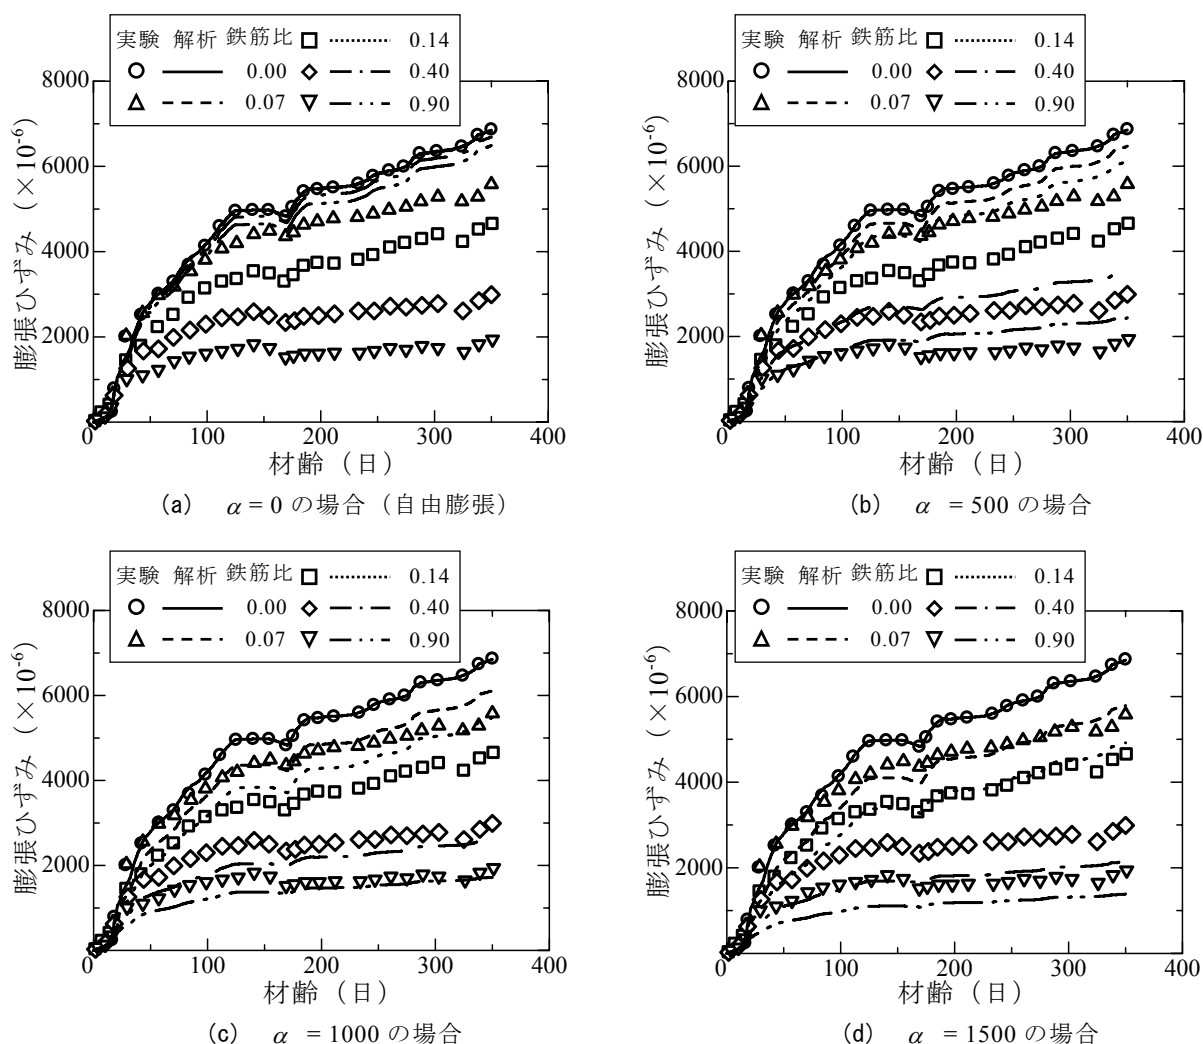 実験 解析 鉄筋比 0.14
0.00 0.40
0.07 0.90
膨張ひずみ（×10-6）
8000
6000
4000
2000
0 100 200 300 400
材齢（日）
(a) α = 0 の場合（自由膨張）
実験 解析 鉄筋比 0.14
0.00 0.40
0.07 0.90
膨張ひずみ（×10-6）
8000
6000
4000
2000
0 100 200 300 400
材齢（日）
(b) α = 500 の場合
実験 解析 鉄筋比 0.14
0.00 0.40
0.07 0.90
膨張ひずみ（×10-6）
8000
6000
4000
2000
0 100 200 300 400
材齢（日）
(c) α = 1000 の場合
実験 解析 鉄筋比 0.14
0.00 0.40
0.07 0.90
膨張ひずみ（×10-6）
8000
6000
4000
2000
0 100 200 300 400
材齢（日）
(d) α = 1500 の場合